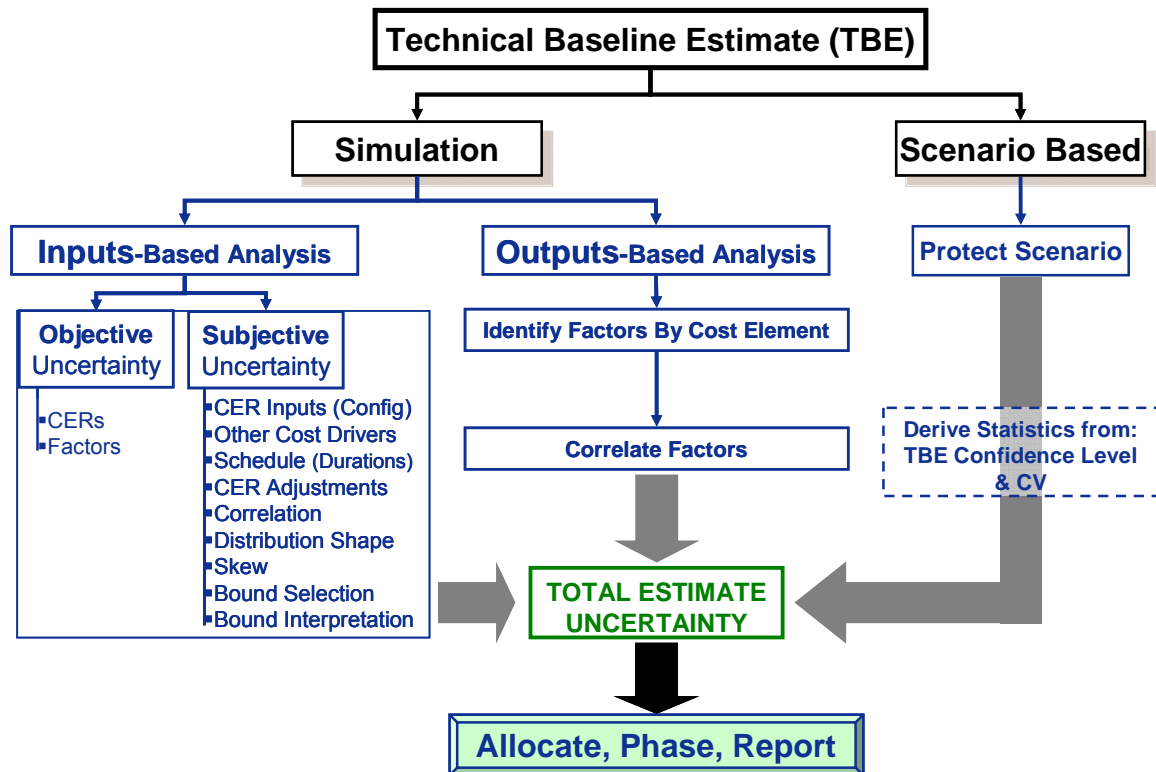 Technical Baseline Estimate (TBE)
Simulation
Scenario Based
Inputs-Based Analysis
Outputs-Based Analysis
Protect Scenario
Objective
Uncertainty
Subjective
Uncertainty
Identify Factors By Cost Element
▪CERs
▪Factors
▪CER Inputs (Config)
▪Other Cost Drivers
▪Schedule (Durations)
▪CER Adjustments
▪Correlation
▪Distribution Shape
▪Skew
▪Bound Selection
▪Bound Interpretation
Correlate Factors
Derive Statistics from:
TBE Confidence Level
& CV
TOTAL ESTIMATE
UNCERTAINTY
Allocate, Phase, Report